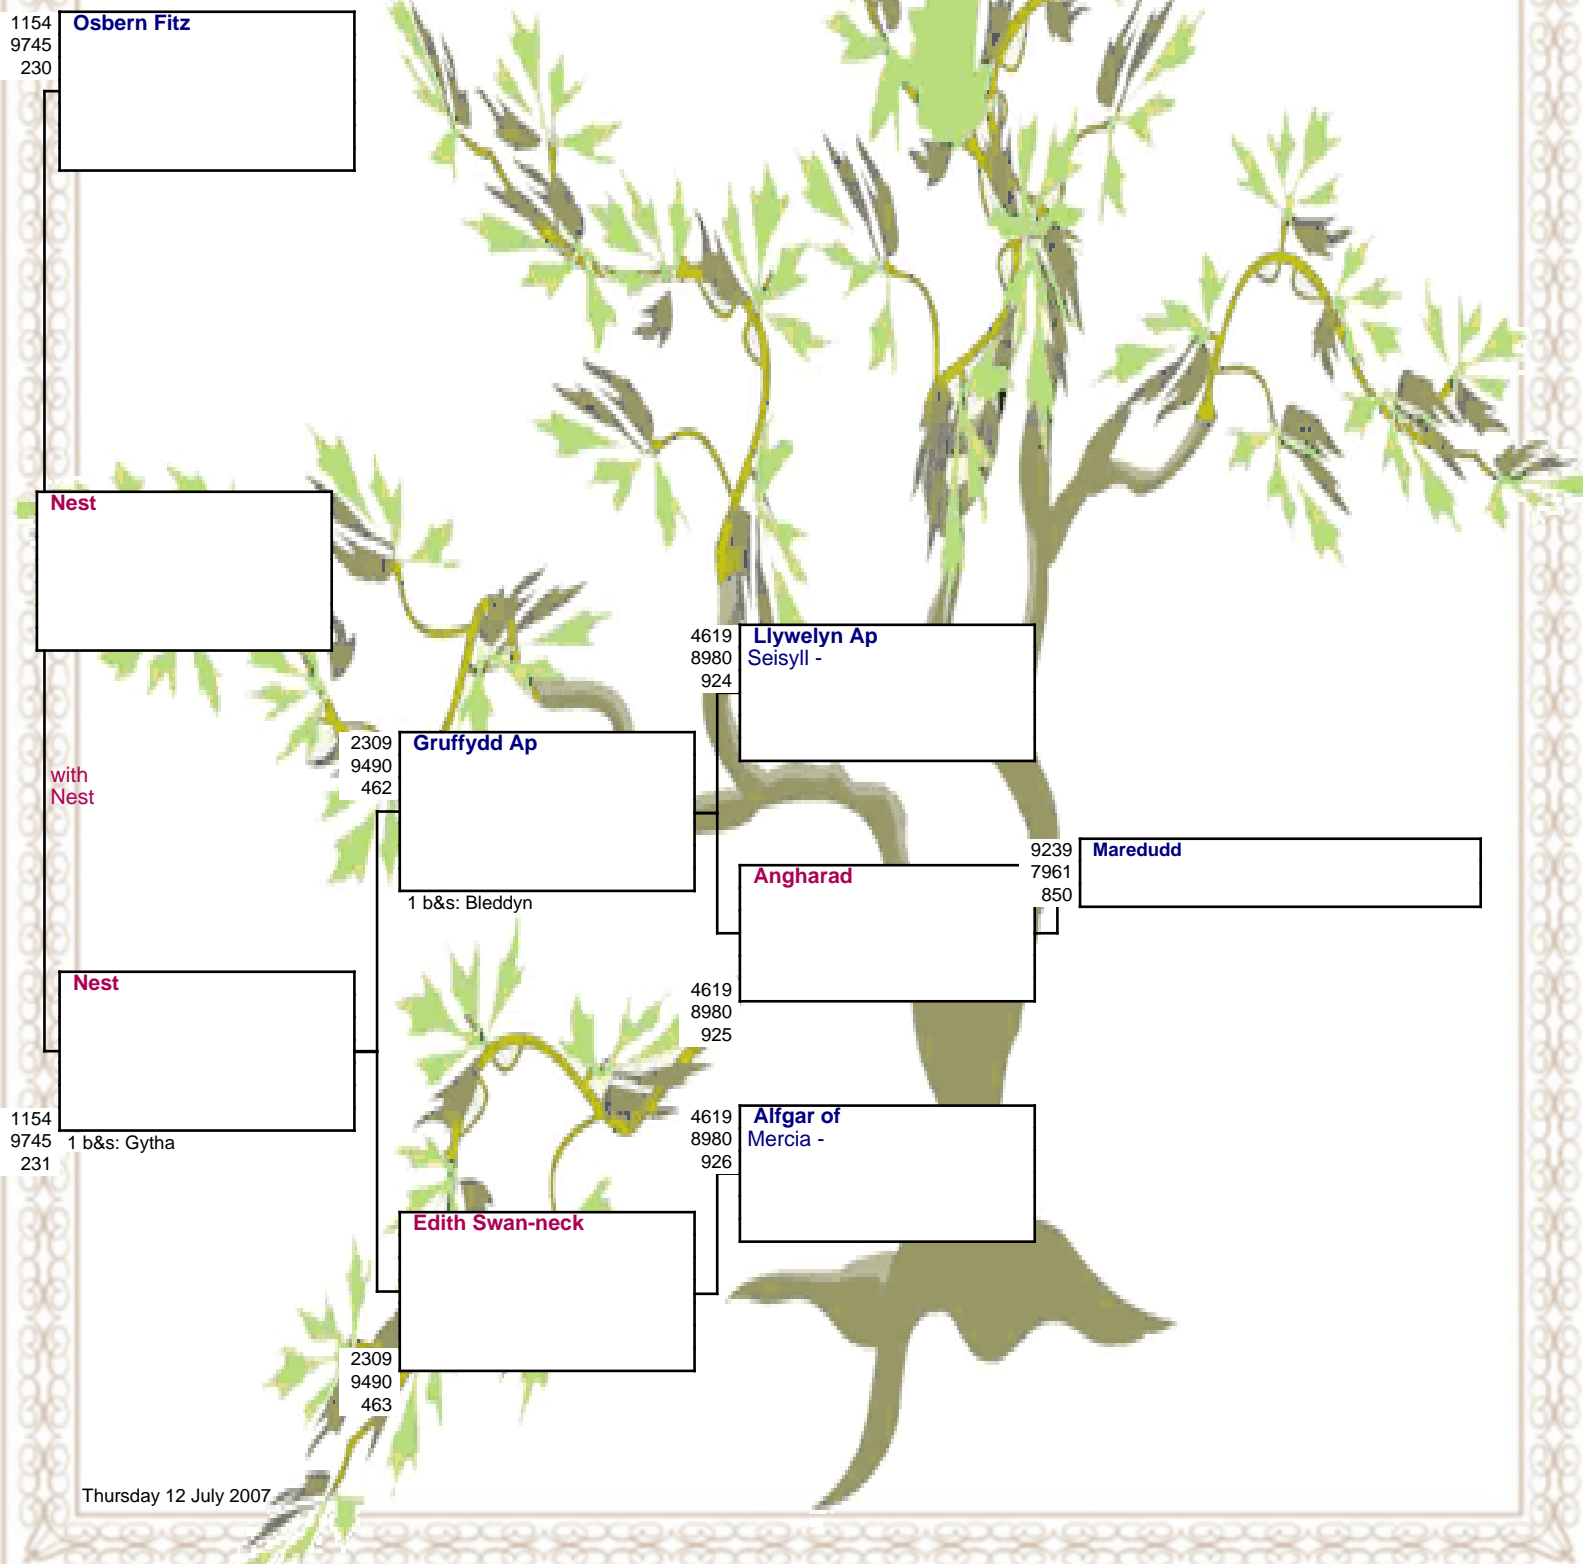 1154
9745
230
Osbern Fitz
Nest
with
Nest
4619
8980
924
Llywelyn Ap
Seisyll -
2309
9490
462
Gruffydd Ap
1 b&s: Bleddyn
9239
7961
850
Maredudd
Angharad
4619
8980
925
Nest
1154
9745
231
1 b&s: Gytha
4619
8980
926
Alfgar of
Mercia -
Edith Swan-neck
2309
9490
463
Thursday 12 July 2007